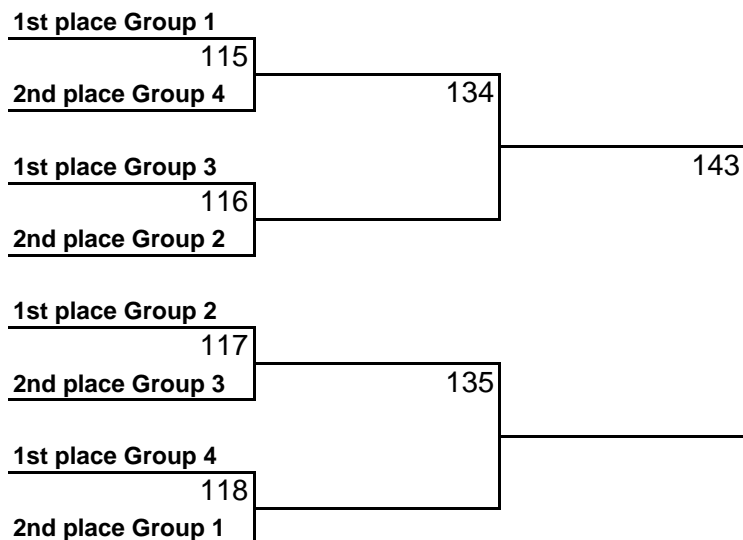 1st place Group 1
115
2nd place Group 4
134
1st place Group 3
143
116
2nd place Group 2
1st place Group 2
117
2nd place Group 3
135
1st place Group 4
118
2nd place Group 1